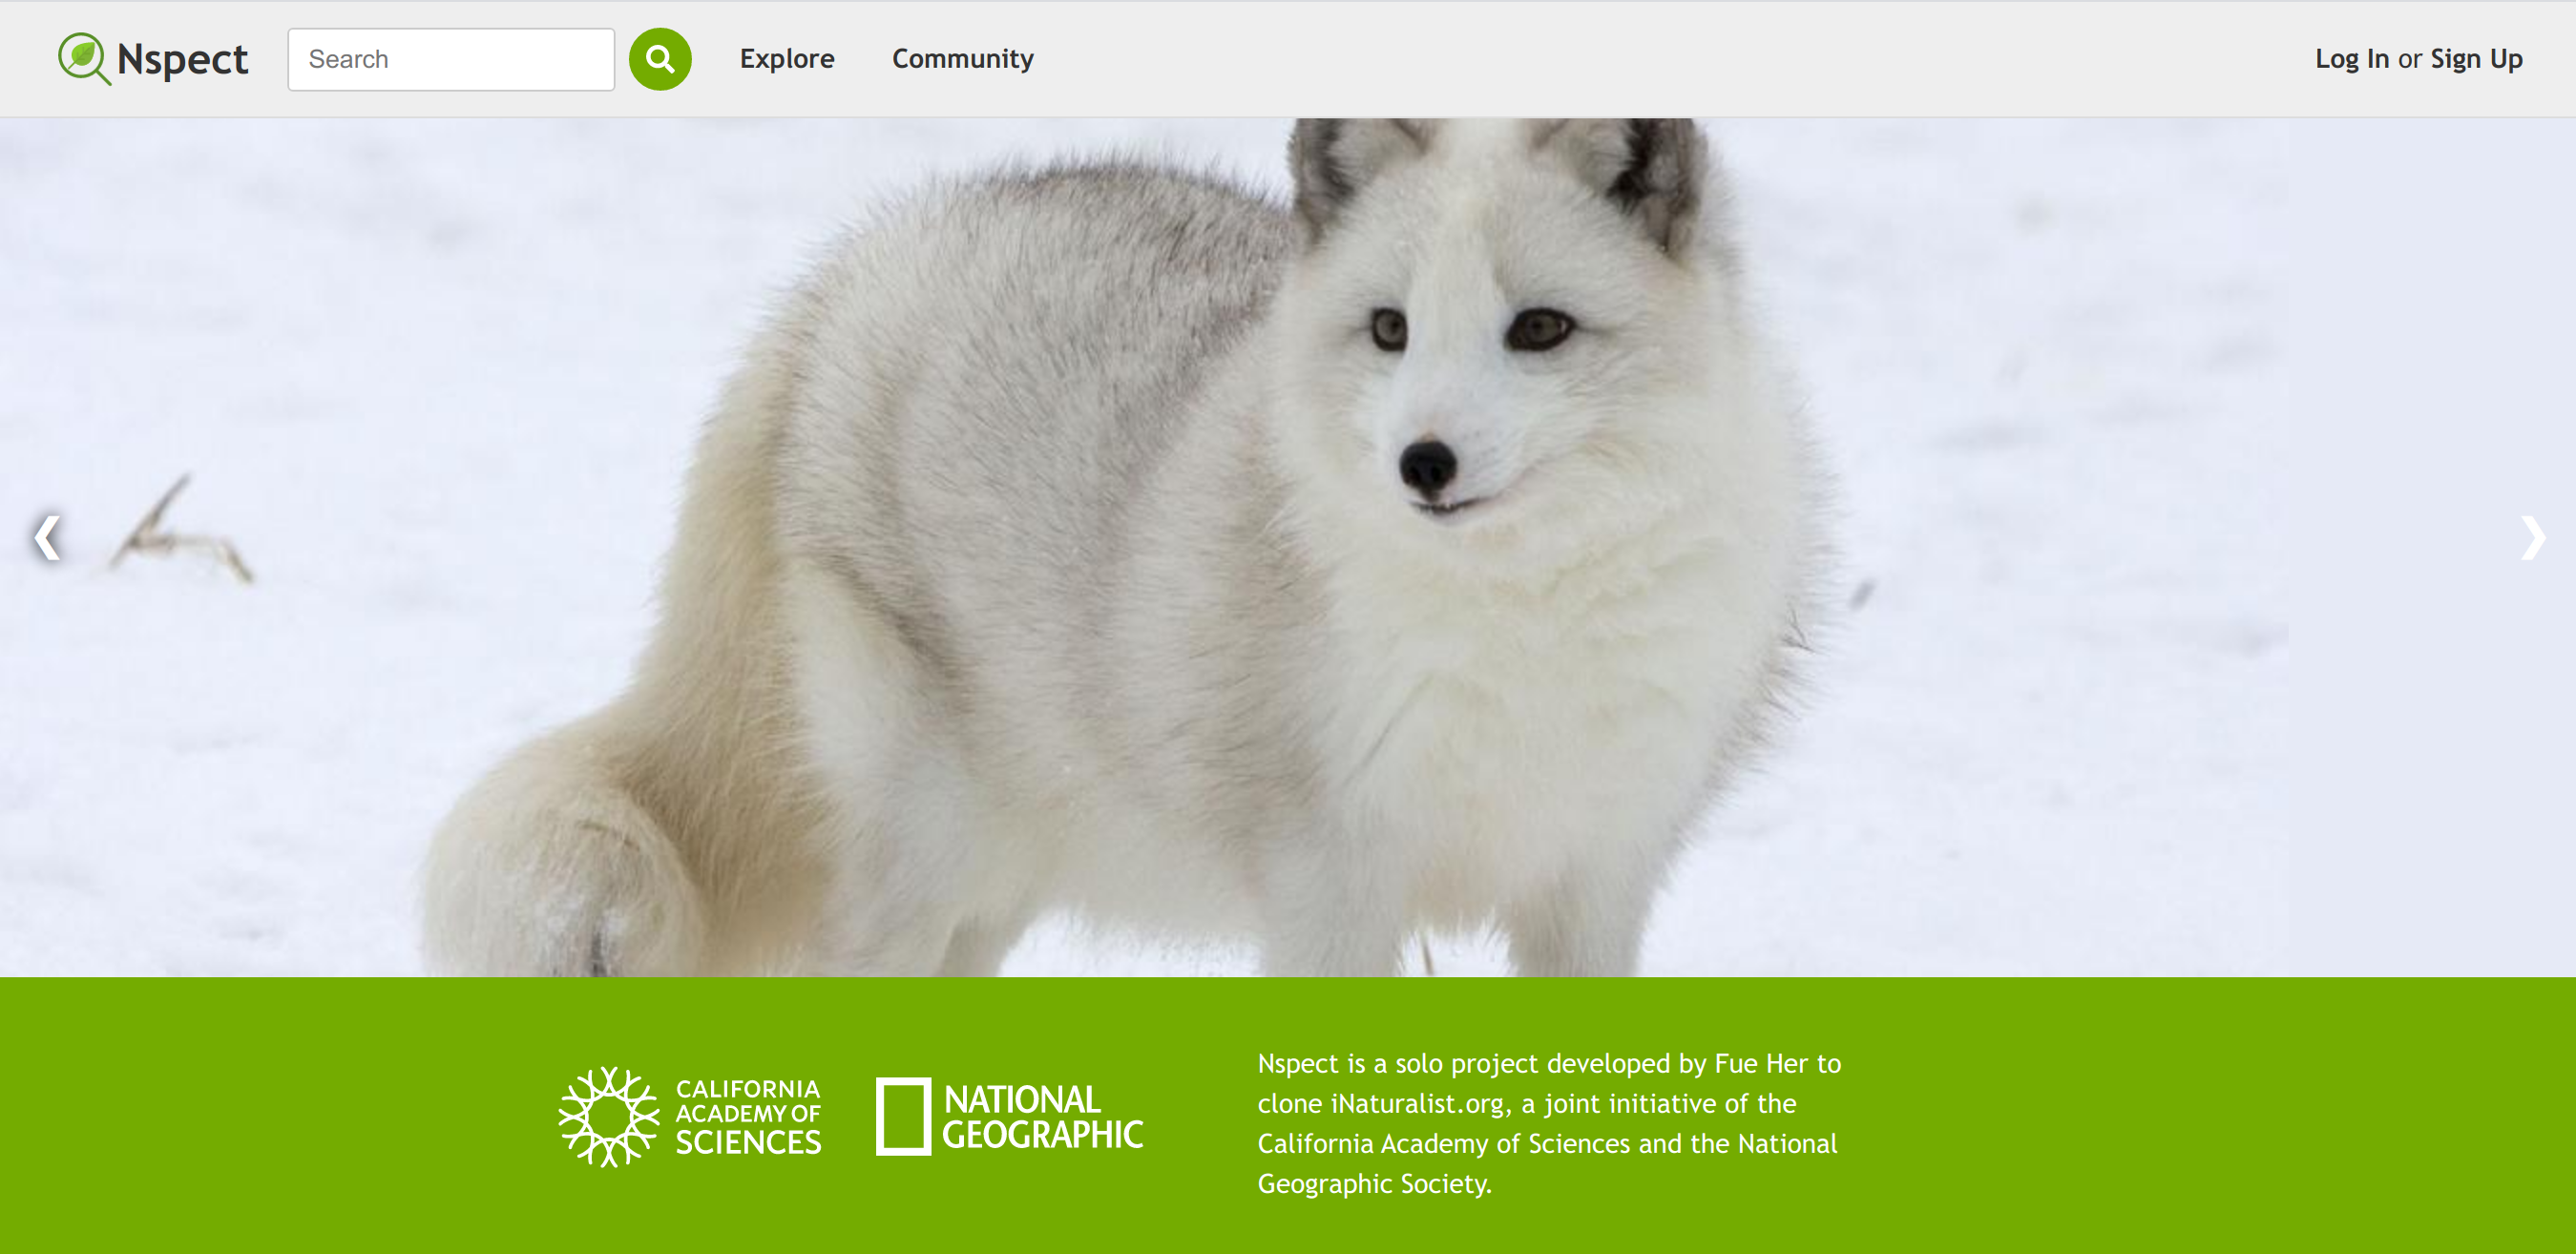 Nspect
Search
Explore
Community
Log In or Sign Up
CALIFORNIA
ACADEMY OF
SCIENCES
NATIONAL
GEOGRAPHIC
Nspect is a solo project developed by Fue Her to
clone iNaturalist.org, a joint initiative of the
California Academy of Sciences and the National
Geographic Society.